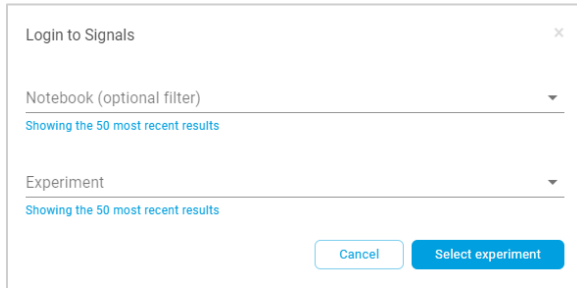 Login to Signals
Notebook (optional filter)
Showing the 50 most recent results
Experiment
Showing the 50 most recent results
Cancel Select experiment